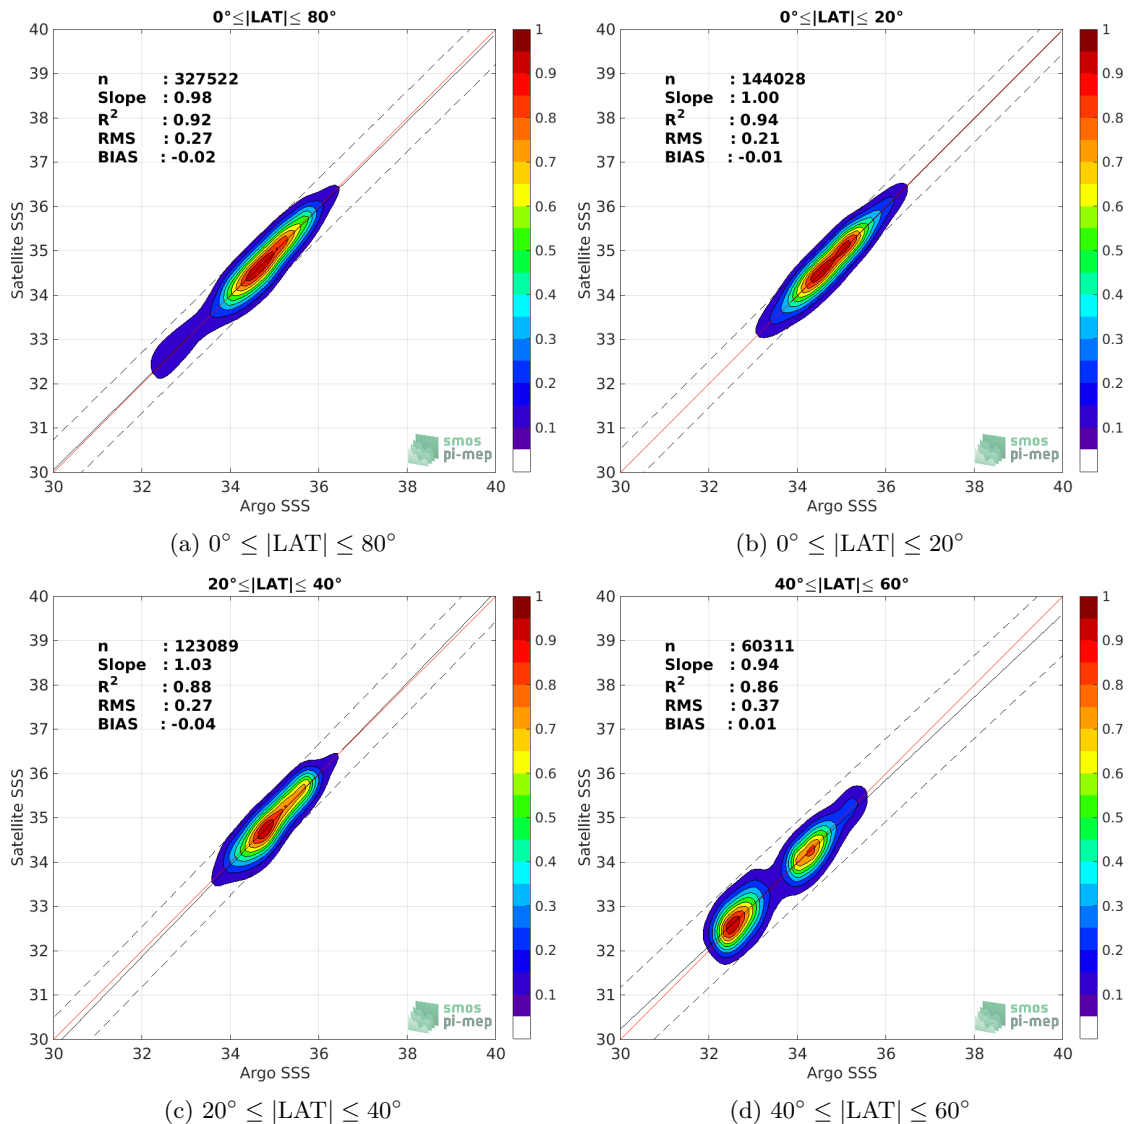 0°≤|LAT|≤ 80°
n : 327522
Slope : 0.98
R2 : 0.92
RMS : 0.27
BIAS : -0.02
40
39
38
37
36
35
34
33
32
31
30
30 32 34 36 38 40
Satellite SSS
Argo SSS
1
0.9
0.8
0.7
0.6
0.5
0.4
0.3
0.2
0.1
smos
pi-mep
(a) 0° ≤ |LAT| ≤ 80°
0°≤|LAT|≤ 20°
n : 144028
Slope : 1.00
R2 : 0.94
RMS : 0.21
BIAS : -0.01
40
39
38
37
36
35
34
33
32
31
30
30 32 34 36 38 40
Satellite SSS
Argo SSS
1
0.9
0.8
0.7
0.6
0.5
0.4
0.3
0.2
0.1
smos
pi-mep
(b) 0° ≤ |LAT| ≤ 20°
20°≤|LAT|≤ 40°
n : 123089
Slope : 1.03
R2 : 0.88
RMS : 0.27
BIAS : -0.04
40
39
38
37
36
35
34
33
32
31
30
30 32 34 36 38 40
Satellite SSS
Argo SSS
1
0.9
0.8
0.7
0.6
0.5
0.4
0.3
0.2
0.1
smos
pi-mep
(c) 20° ≤ |LAT| ≤ 40°
40°≤|LAT|≤ 60°
n : 60311
Slope : 0.94
R2 : 0.86
RMS : 0.37
BIAS : 0.01
40
39
38
37
36
35
34
33
32
31
30
30 32 34 36 38 40
Satellite SSS
Argo SSS
1
0.9
0.8
0.7
0.6
0.5
0.4
0.3
0.2
0.1
smos
pi-mep
(d) 40° ≤ |LAT| ≤ 60°